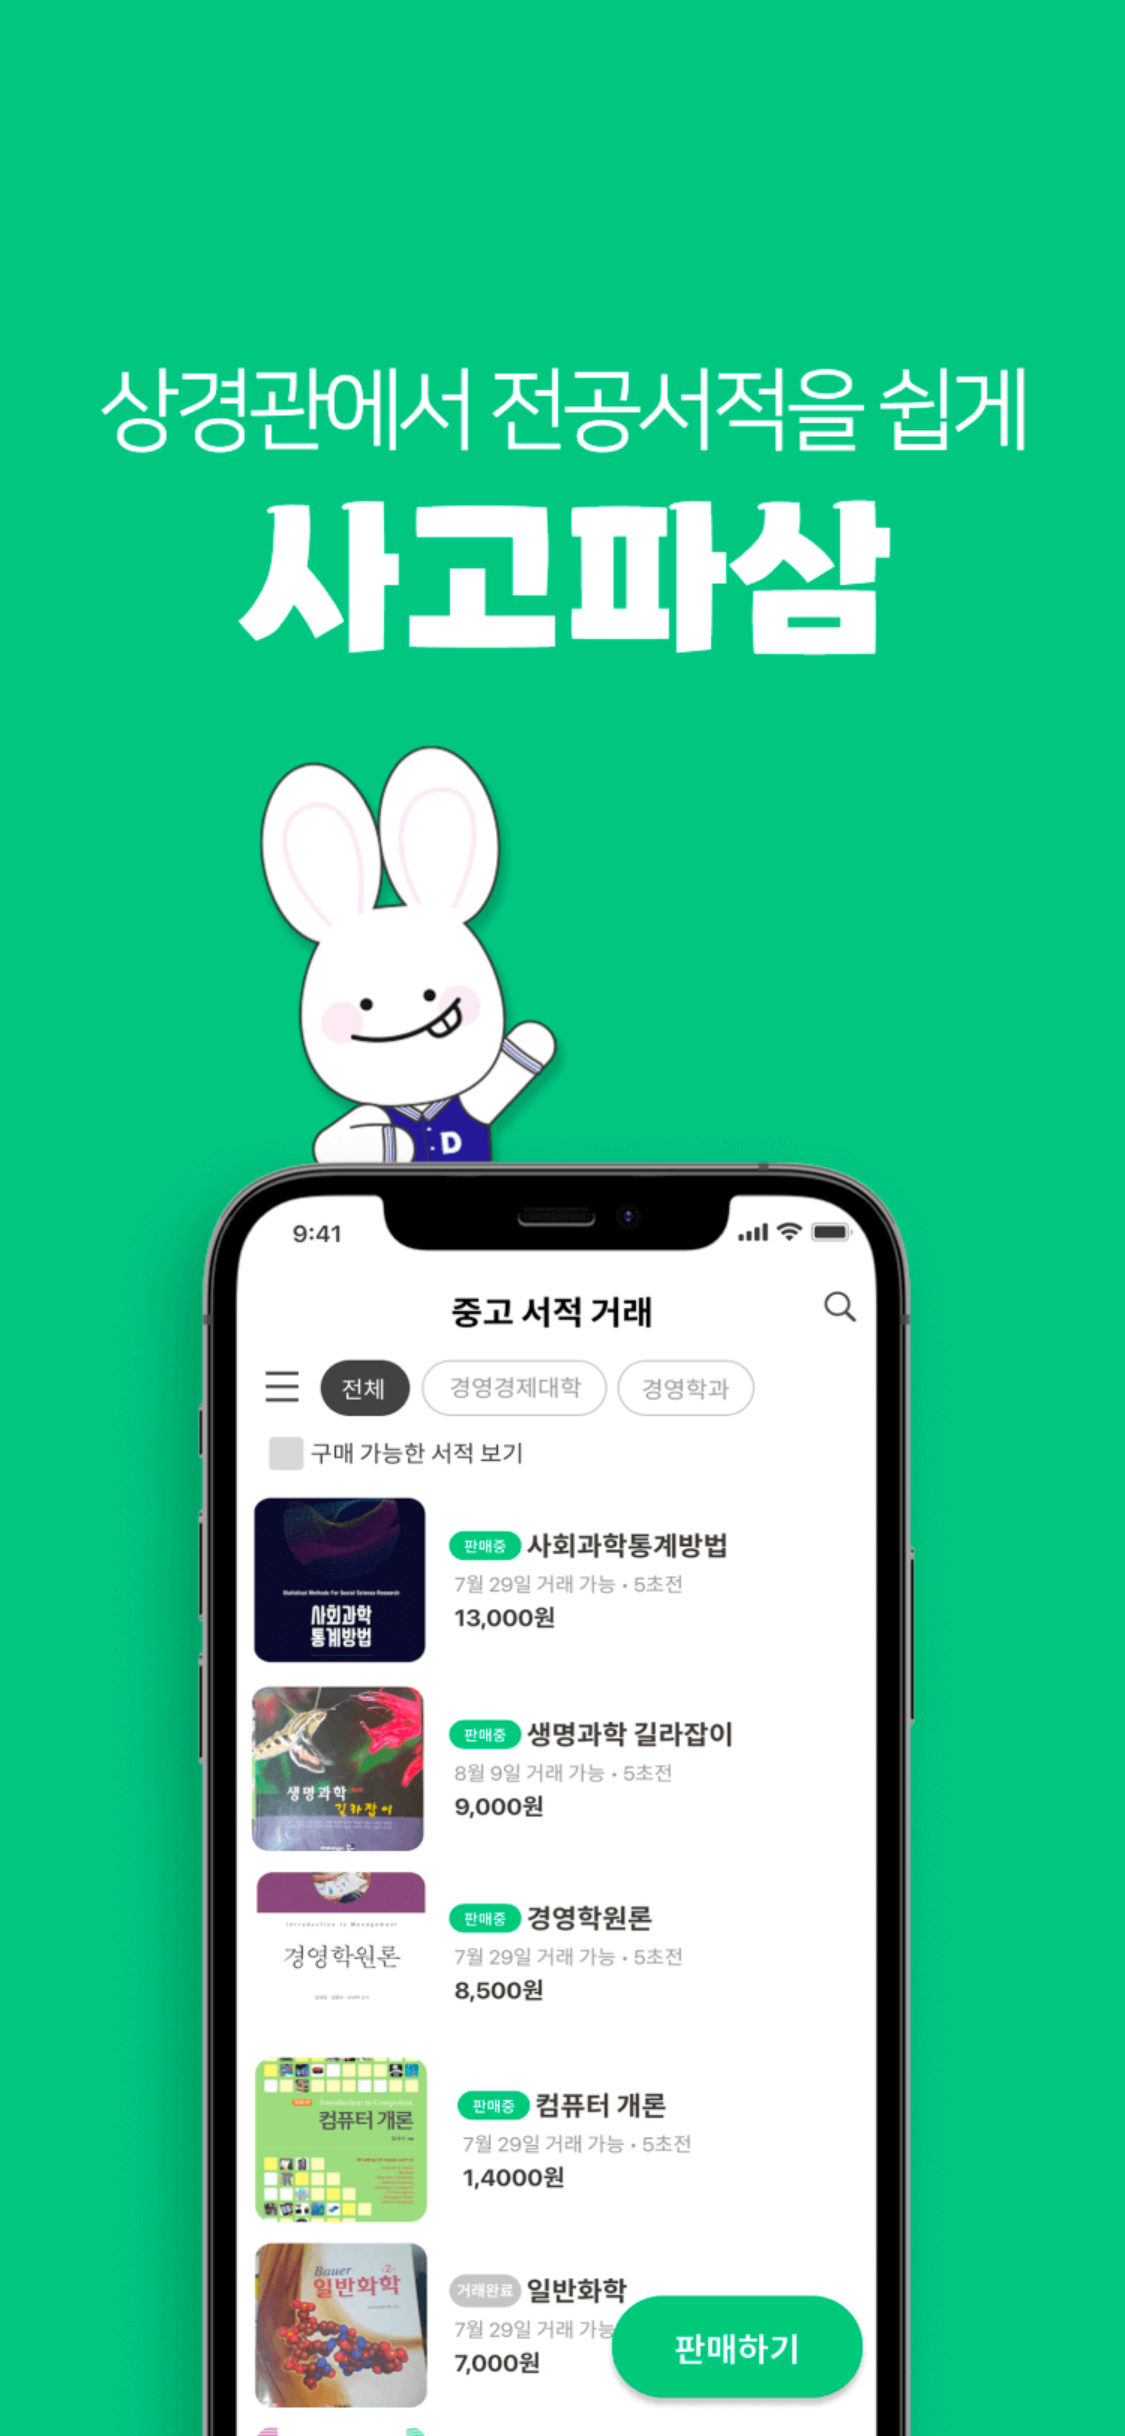 상경관에서 전공서적을 쉽게
사고파삼
D
9:41
중고 서적 거래
전체
경영경제대학
경영학과
구매 가능한 서적 보기
Statistical Methods For Social Science Research
사회과학
통계방법
판매중 사회과학통계방법
7월 29일 거래 가능 • 5초전
13,000원
생명과학
길라잡이
판매중 생명과학 길라잡이
8월 9일 거래 가능 • 5초전
9,000원
Introduction to Management
경영학원론
판매중 경영학원론
7월 29일 거래 가능 • 5초전
8,500원
Introduction to Computers
컴퓨터 개론
판매중 컴퓨터 개론
7월 29일 거래 가능 • 5초전
1,4000원
Bauer
일반화학
거래완료 일반화학
7월 29일 거래 가능
7,000원
판매하기